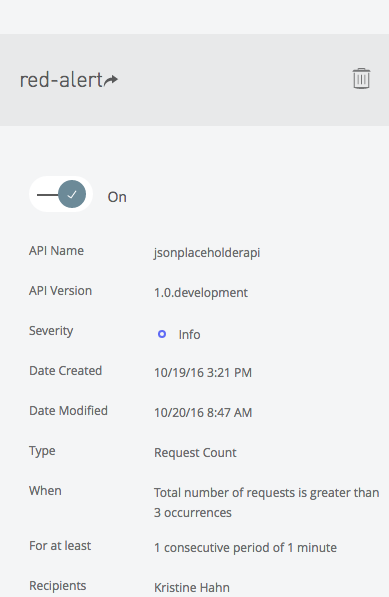 red-alert
On
API Name jsonplaceholderapi
API Version 1.0.development
Severity Info
Date Created 10/19/16 3:21 PM
Date Modified 10/20/16 8:47 AM
Type Request Count
When Total number of requests is greater than
3 occurrences
For at least 1 consecutive period of 1 minute
Recipients Kristine Hahn